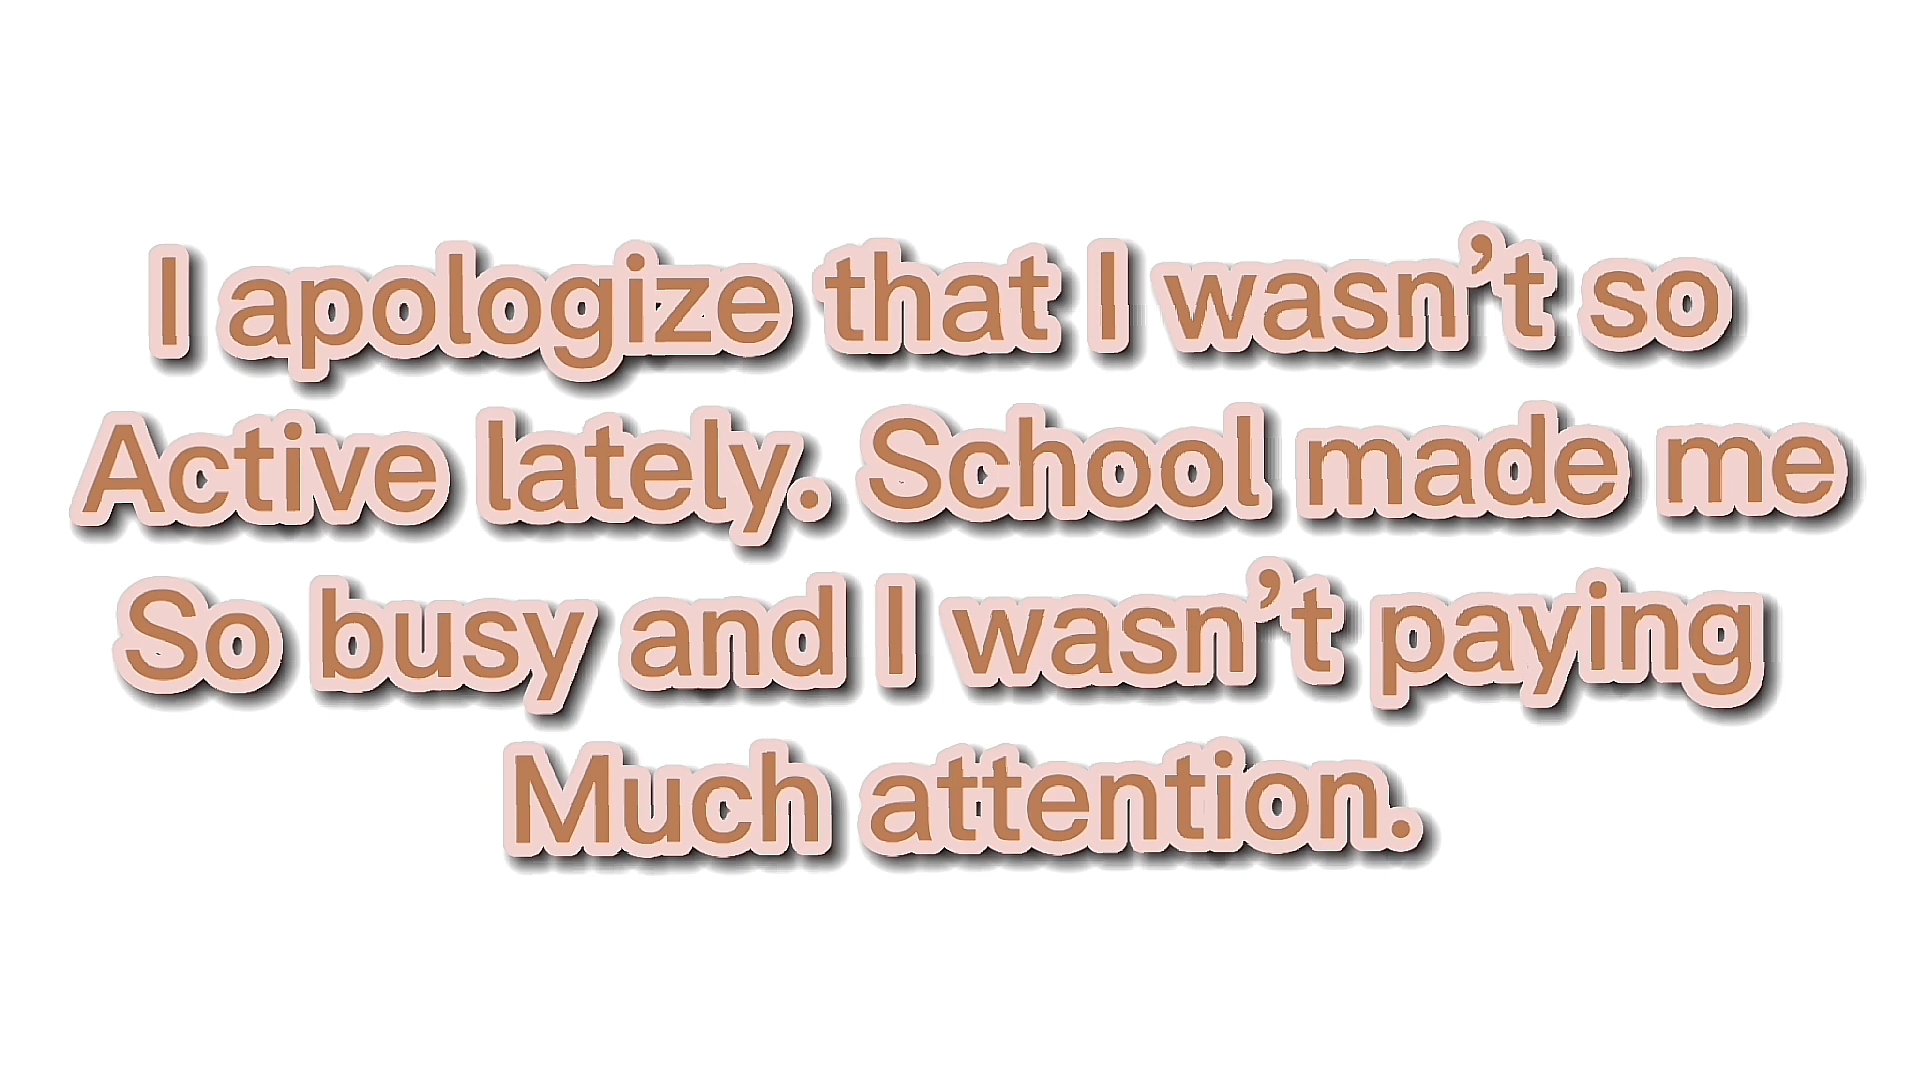 I apologize that I wasn’t so
Active lately. School made me
So busy and I wasn’t paying
Much attention.